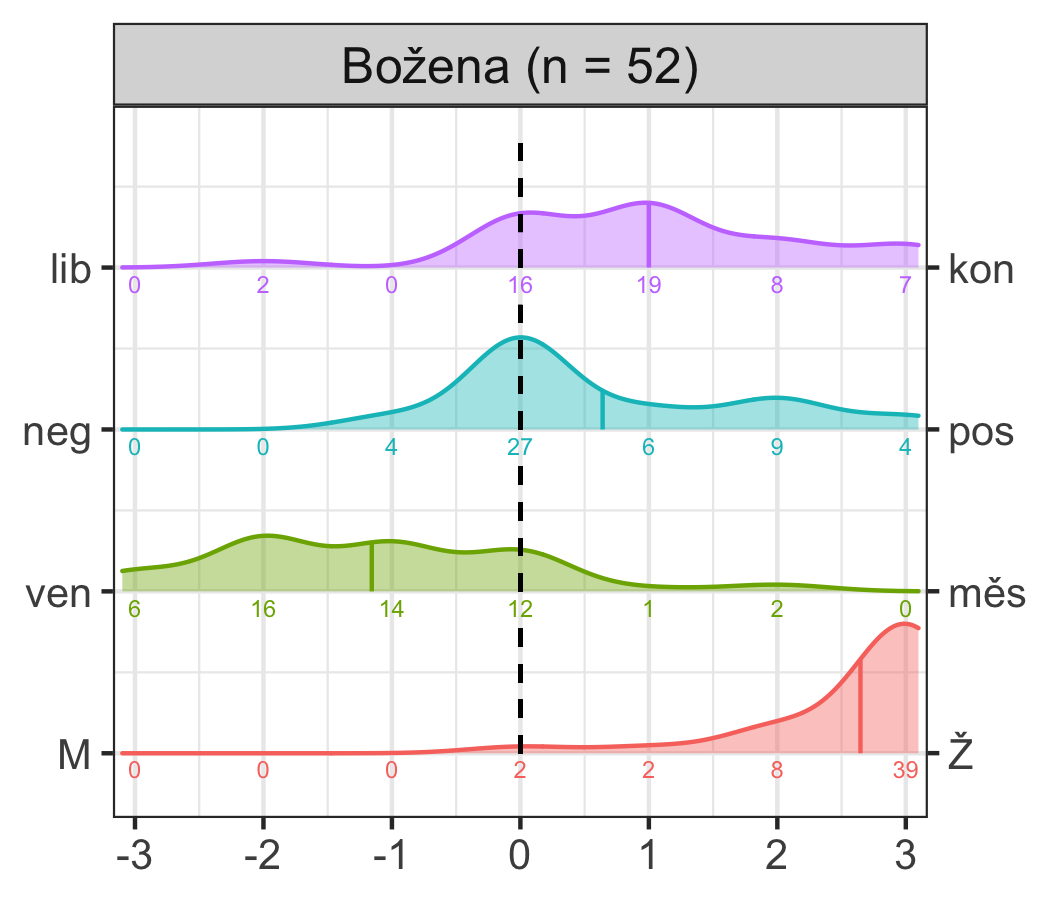 Božena (n = 52)
lib kon
0 2 0 16 19 8 7
neg pos
0 0 4 27 6 9 4
ven měs
6 16 14 12 1 2 0
M Ž
0 0 0 2 2 8 39
-3 -2 -1 0 1 2 3